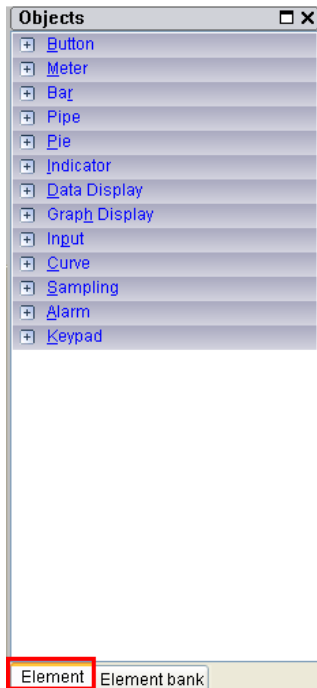 Objects
Button
Meter
Bar
Pipe
Pie
Indicator
Data Display
Graph Display
Input
Curve
Sampling
Alarm
Keypad
Element Element bank